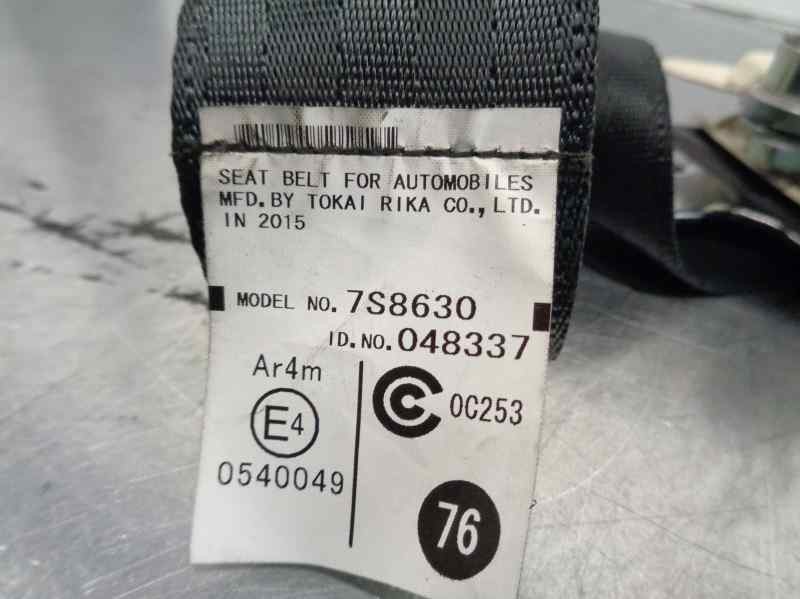 SEAT BELT FOR AUTOMOBILES
MFD. BY TOKAI RIKA CO., LTD.
IN 2015
MODEL NO. 7S8630
ID. NO. 048337
Ar4m
E4
0540049
C 0C253
76